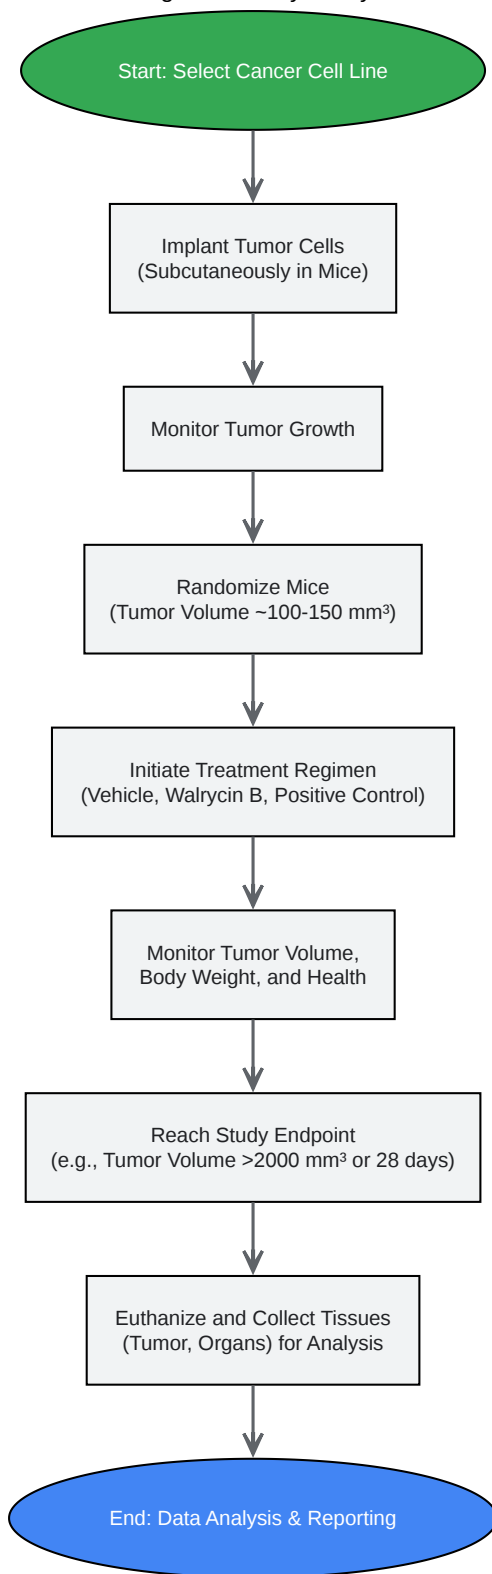 Start: Select Cancer Cell Line
Implant Tumor Cells
(Subcutaneously in Mice)
Monitor Tumor Growth
Randomize Mice
(Tumor Volume ~100-150 mm³)
Initiate Treatment Regimen
(Vehicle, Walrycin B, Positive Control)
Monitor Tumor Volume,
Body Weight, and Health
Reach Study Endpoint
(e.g., Tumor Volume >2000 mm³ or 28 days)
Euthanize and Collect Tissues
(Tumor, Organs) for Analysis
End: Data Analysis & Reporting